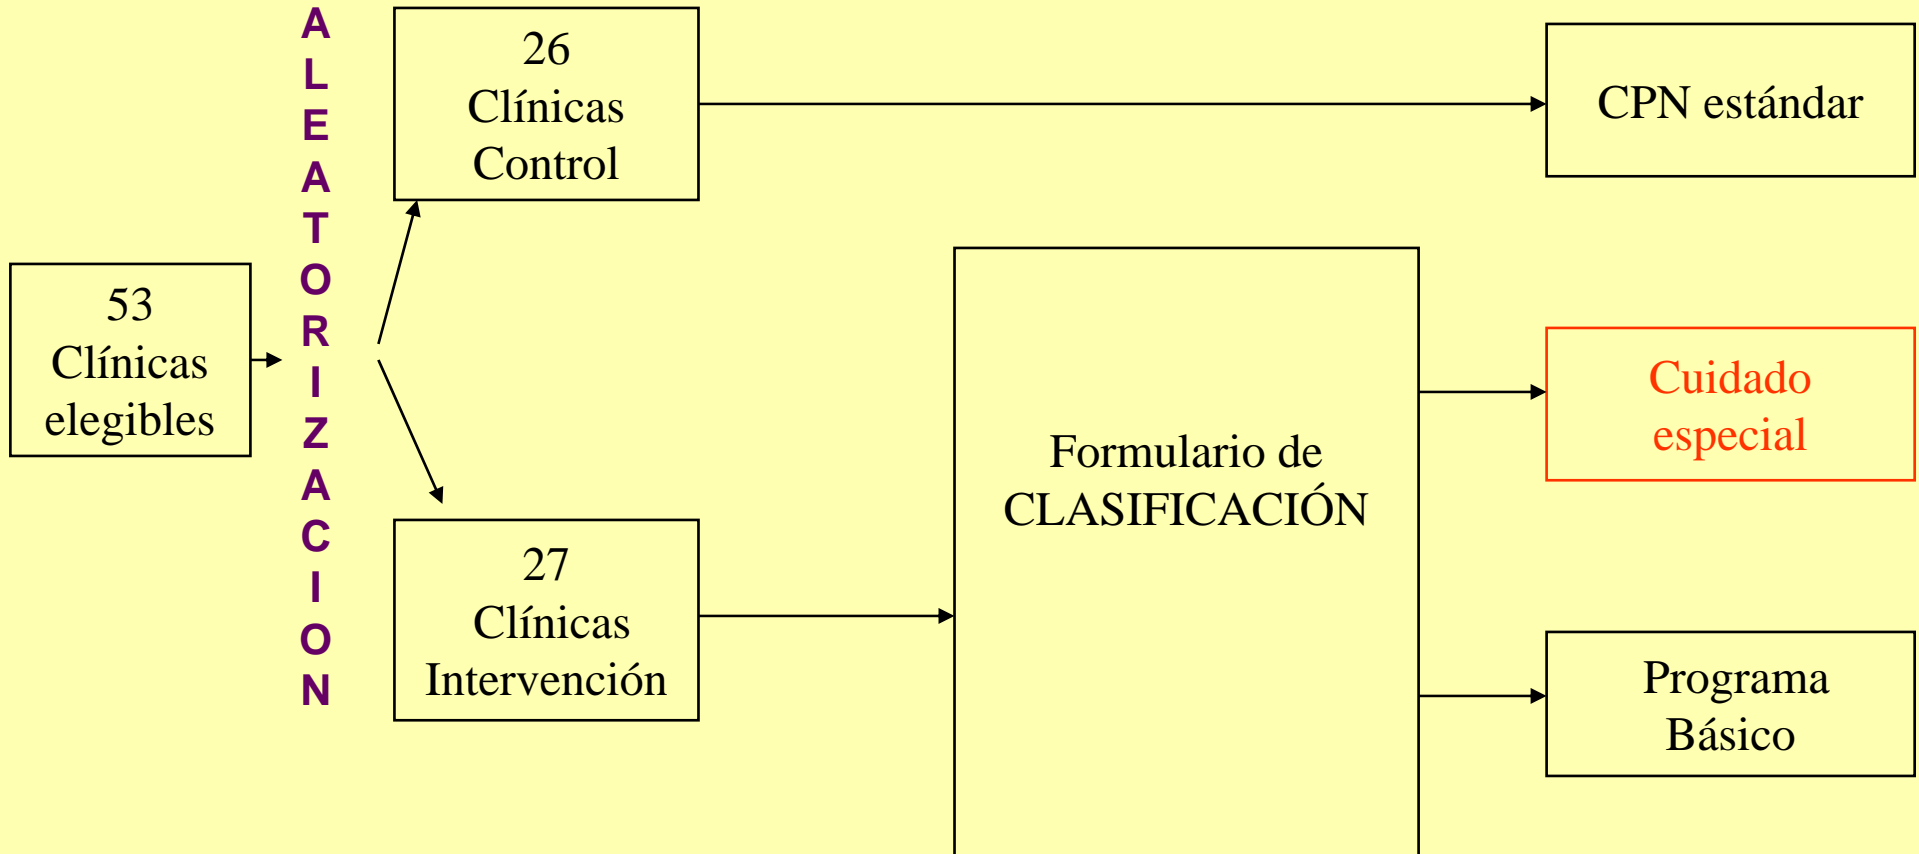 53
Clínicas
elegibles
A
L
E
A
T
O
R
I
Z
A
C
I
O
N
26
Clínicas
Control
CPN estándar
27
Clínicas
Intervención
Formulario de
CLASIFICACIÓN
Cuidado
especial
Programa
Básico